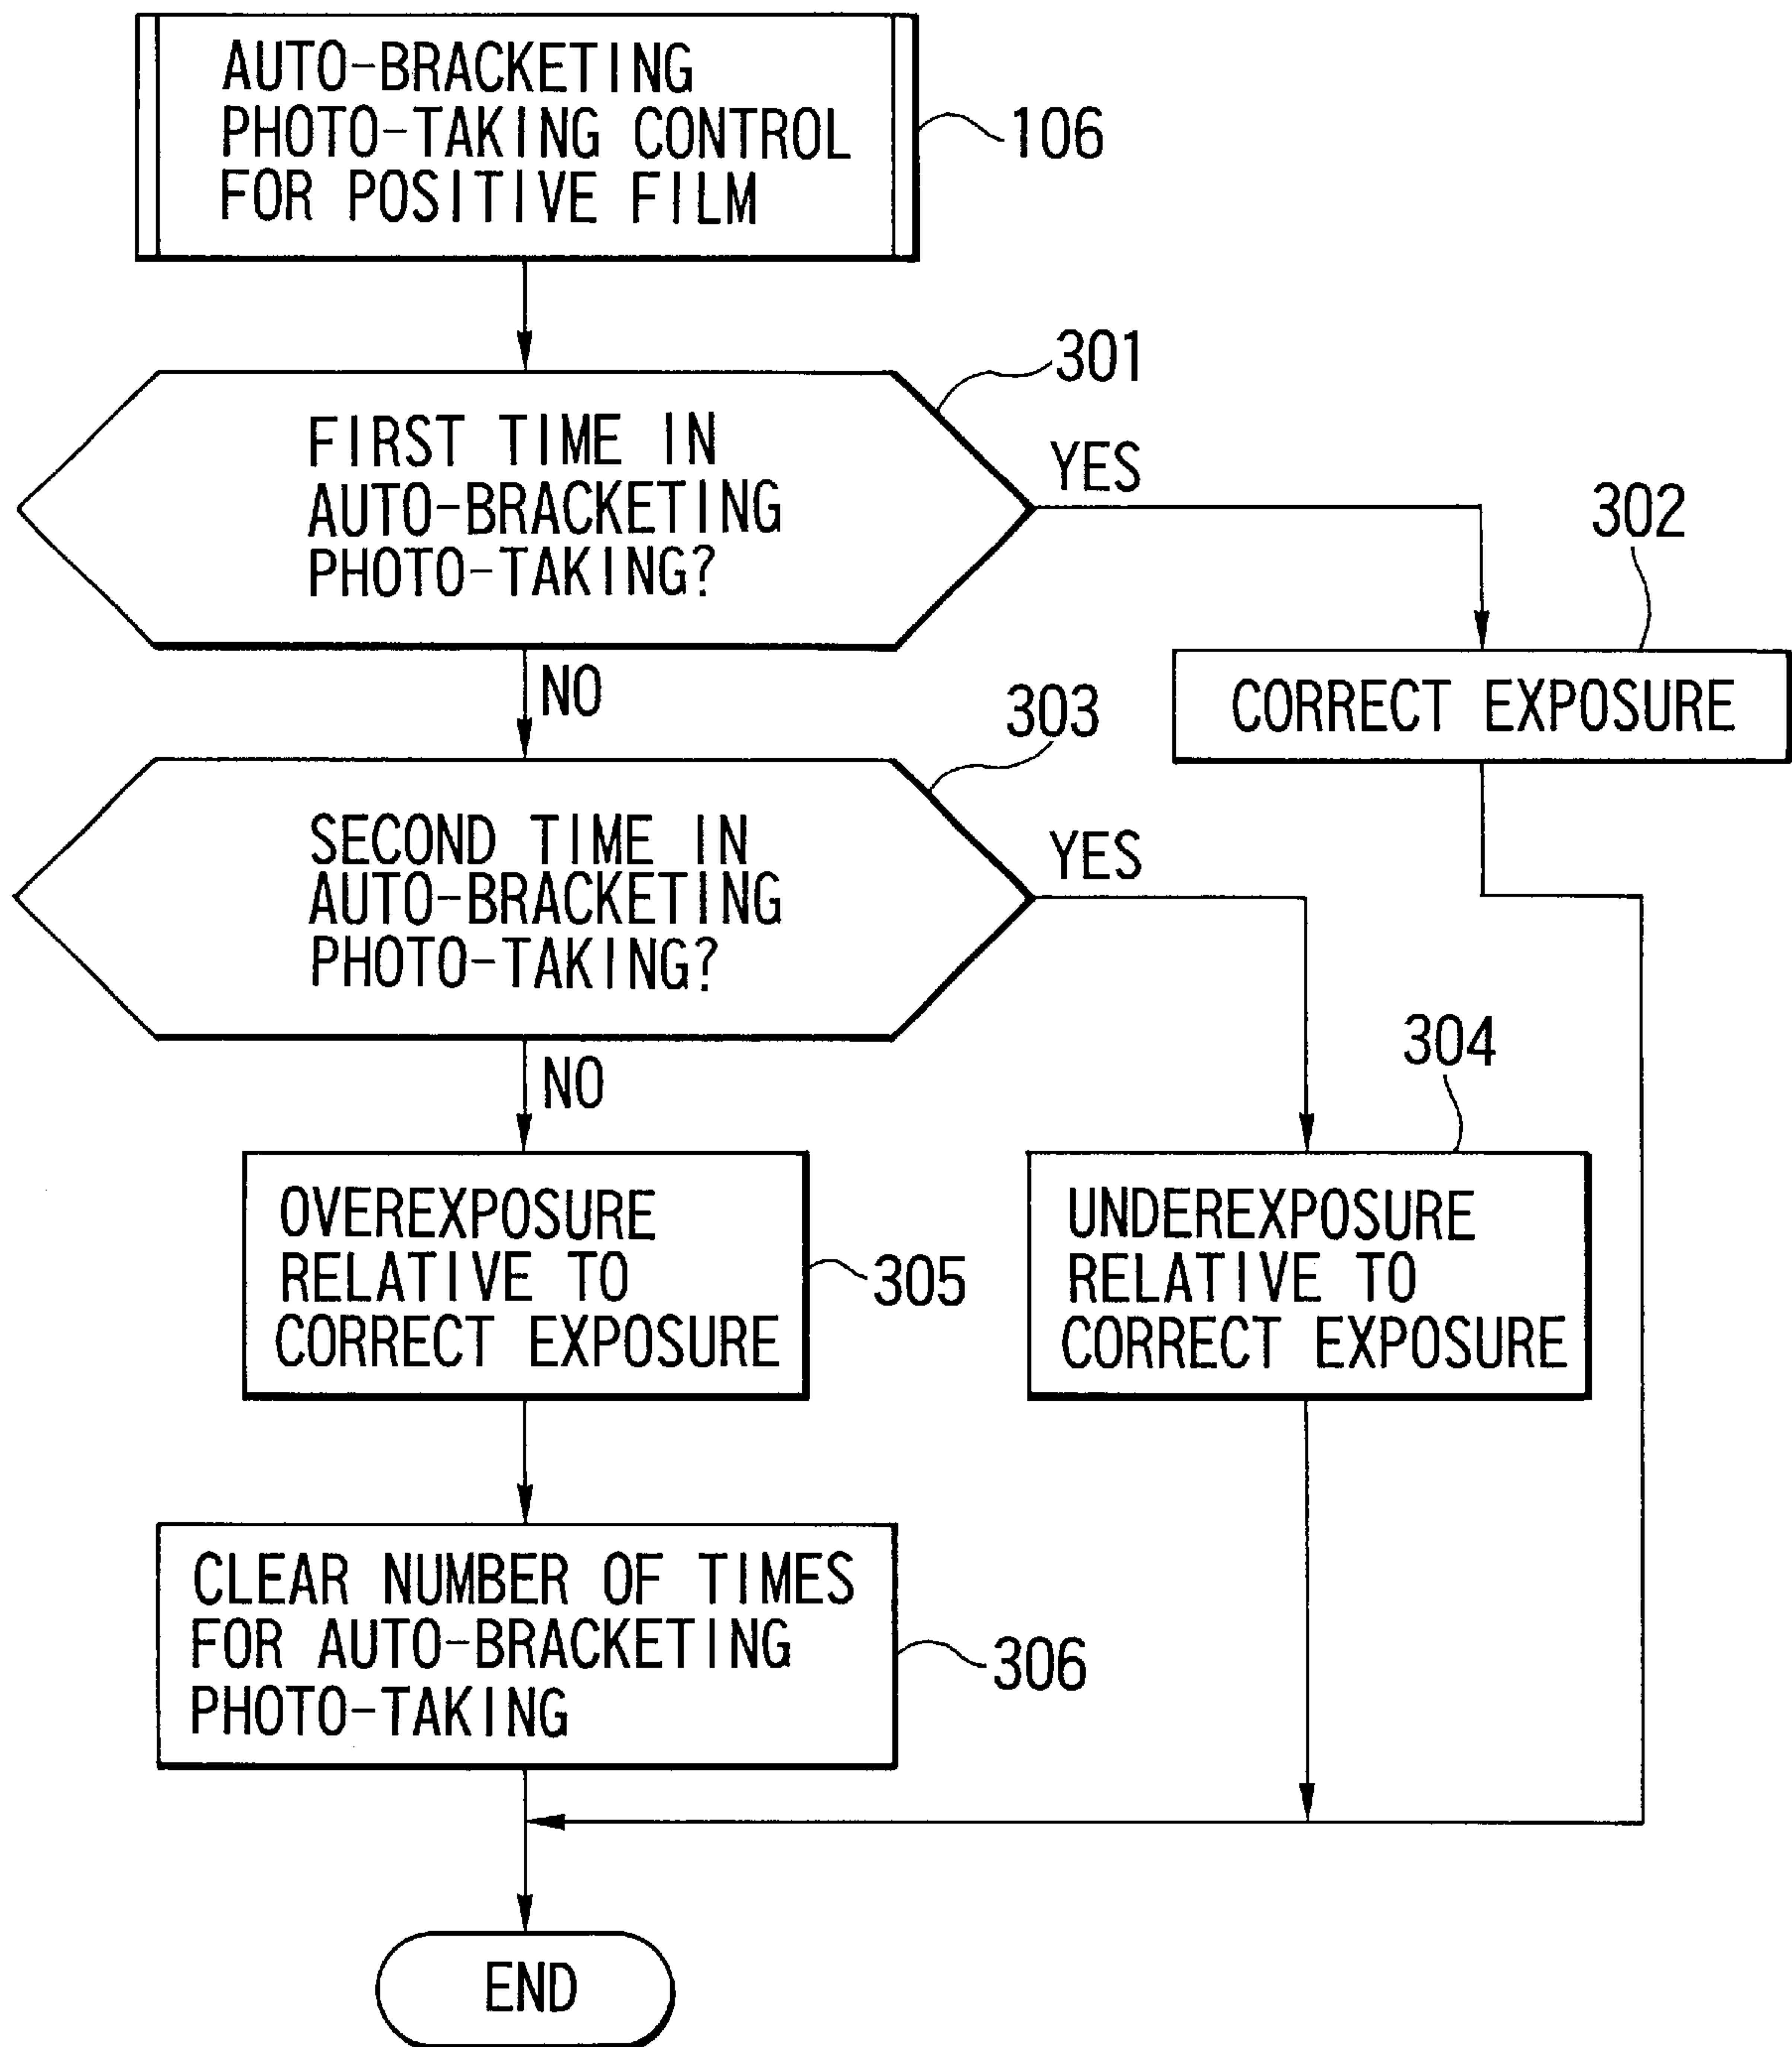 AUTO-BRACKETING
PHOTO-TAKING CONTROL
FOR POSITIVE FILM
106
301
FIRST TIME IN
AUTO-BRACKETING
PHOTO-TAKING?
YES
302
CORRECT EXPOSURE
NO
303
SECOND TIME IN
AUTO-BRACKETING
PHOTO-TAKING?
YES
304
NO
OVEREXPOSURE
RELATIVE TO
CORRECT EXPOSURE
305
UNDEREXPOSURE
RELATIVE TO
CORRECT EXPOSURE
CLEAR NUMBER OF TIMES
FOR AUTO-BRACKETING
PHOTO-TAKING
306
END